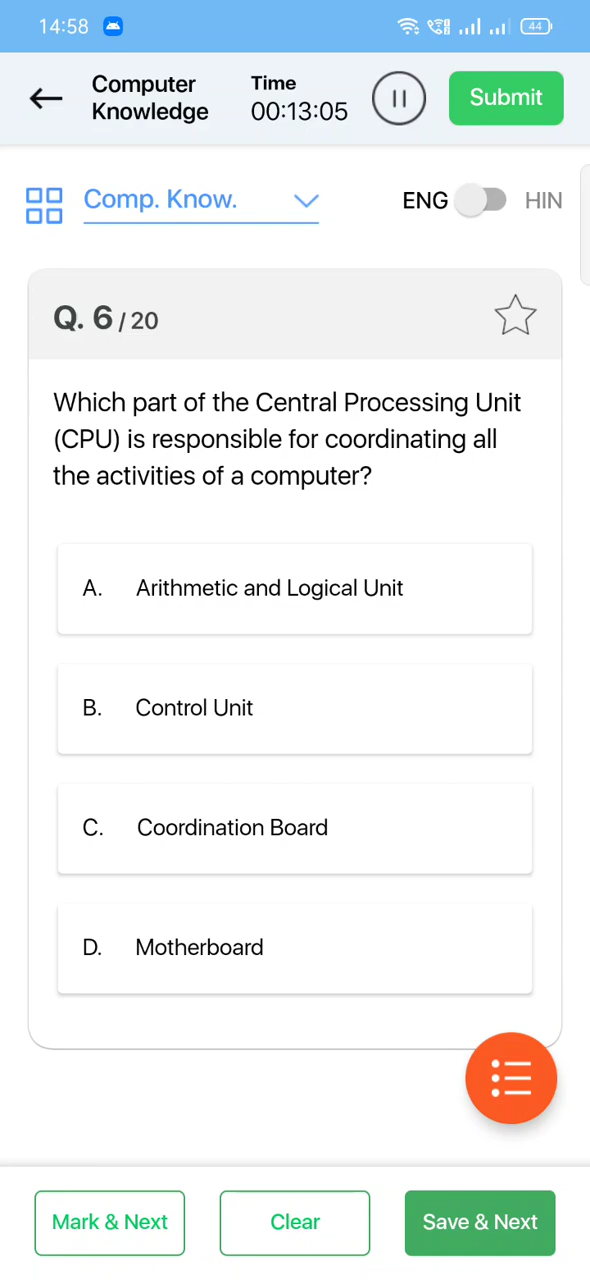 14:58
44
Computer Knowledge
Time
00:13:05
Submit
Comp. Know.
ENG
HIN
Q. 6 / 20
Which part of the Central Processing Unit
(CPU) is responsible for coordinating all
the activities of a computer?
A. Arithmetic and Logical Unit
B. Control Unit
C. Coordination Board
D. Motherboard
Mark & Next
Clear
Save & Next